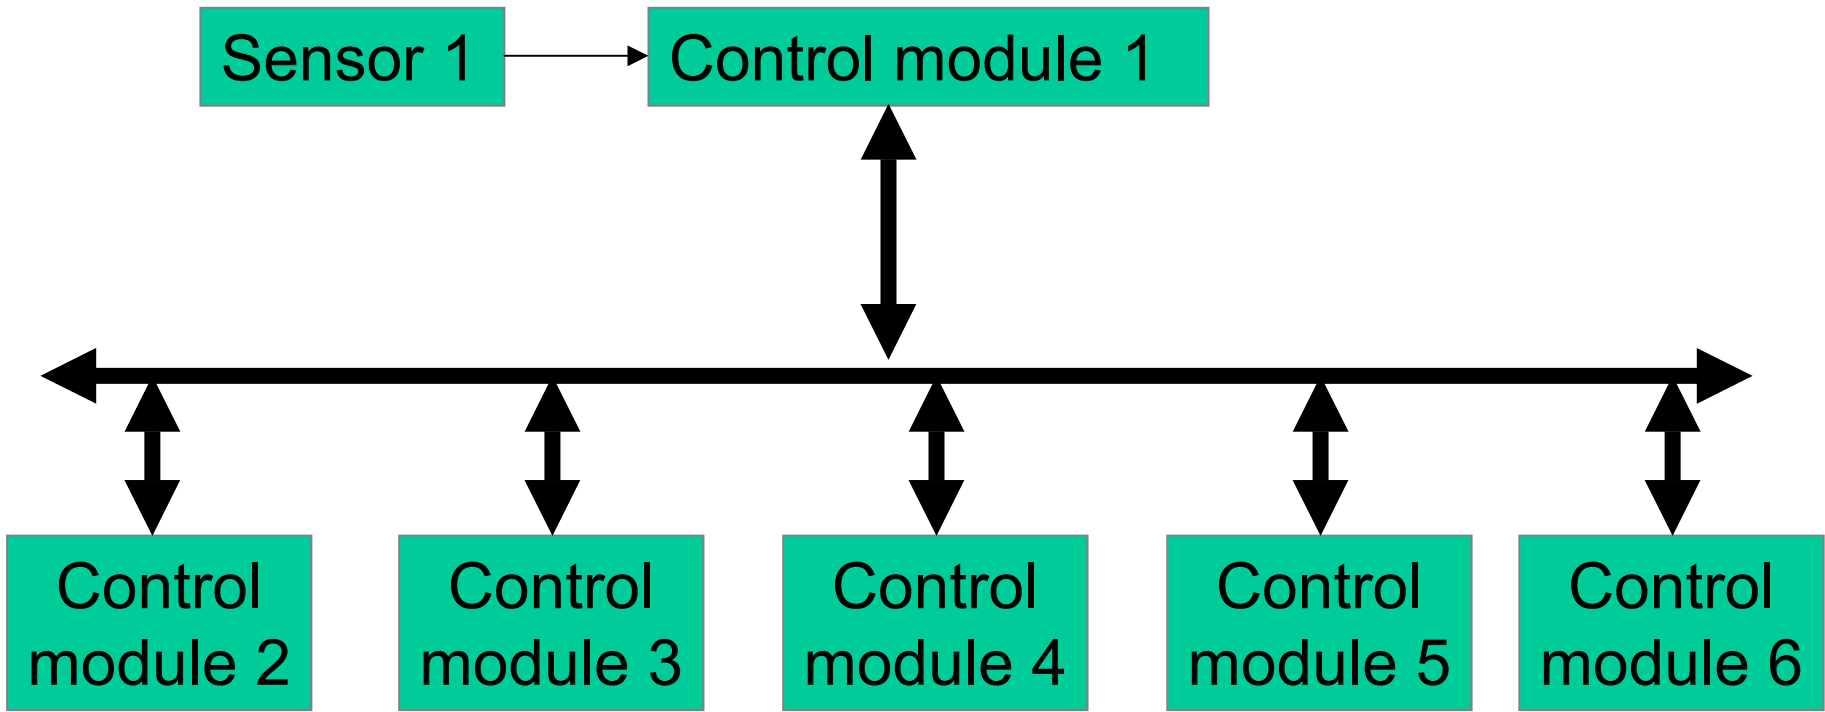 Sensor 1
Control module 1
Control
module 2
Control
module 3
Control
module 4
Control
module 5
Control
module 6